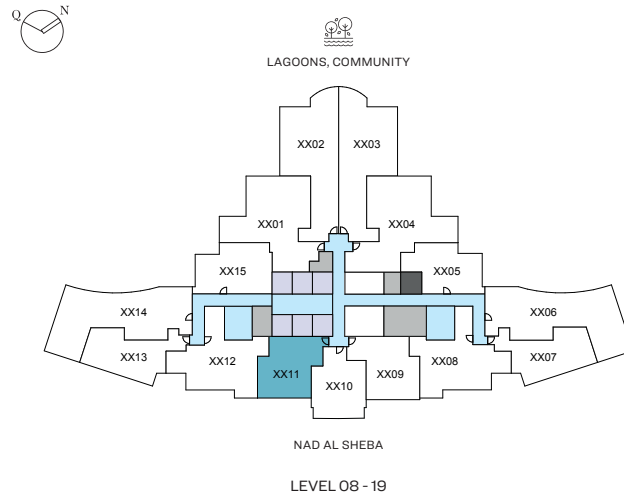 Q N
LAGOONS, COMMUNITY
XX02 XX03
XX01 XX04
XX15 XX05
XX14 XX06
XX13 XX12 XX08 XX07
XX11 XX10 XX09
NAD AL SHEBA
LEVEL 08 - 19